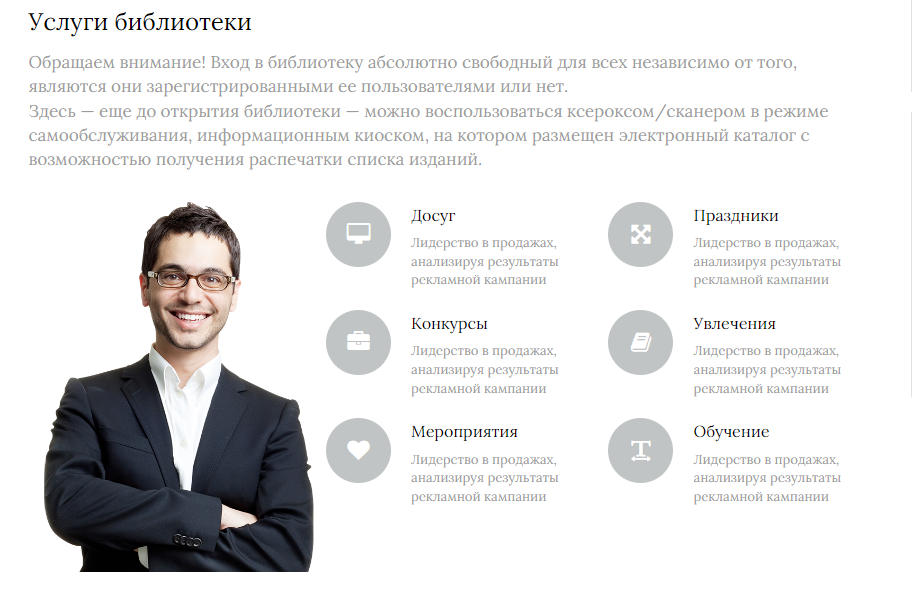 Услуги библиотеки
Обращаем внимание! Вход в библиотеку абсолютно свободный для всех независимо от того,
являются они зарегистрированными ее пользователями или нет.
Здесь — еще до открытия библиотеки — можно воспользоваться ксероксом/сканером в режиме
самообслуживания, информационным киоском, на котором размещен электронный каталог с
возможностью получения распечатки списка изданий.
Досуг
Лидерство в продажах,
анализируя результаты
рекламной кампании
Праздники
Лидерство в продажах,
анализируя результаты
рекламной кампании
Конкурсы
Лидерство в продажах,
анализируя результаты
рекламной кампании
Увлечения
Лидерство в продажах,
анализируя результаты
рекламной кампании
Мероприятия
Лидерство в продажах,
анализируя результаты
рекламной кампании
Обучение
Лидерство в продажах,
анализируя результаты
рекламной кампании